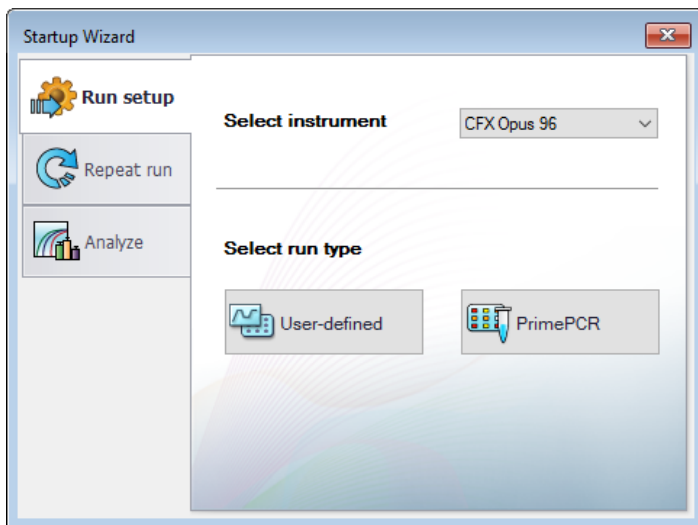 Startup Wizard
Run setup
Repeat run
Analyze
Select instrument
CFX Opus 96
Select run type
User-defined
PrimePCR